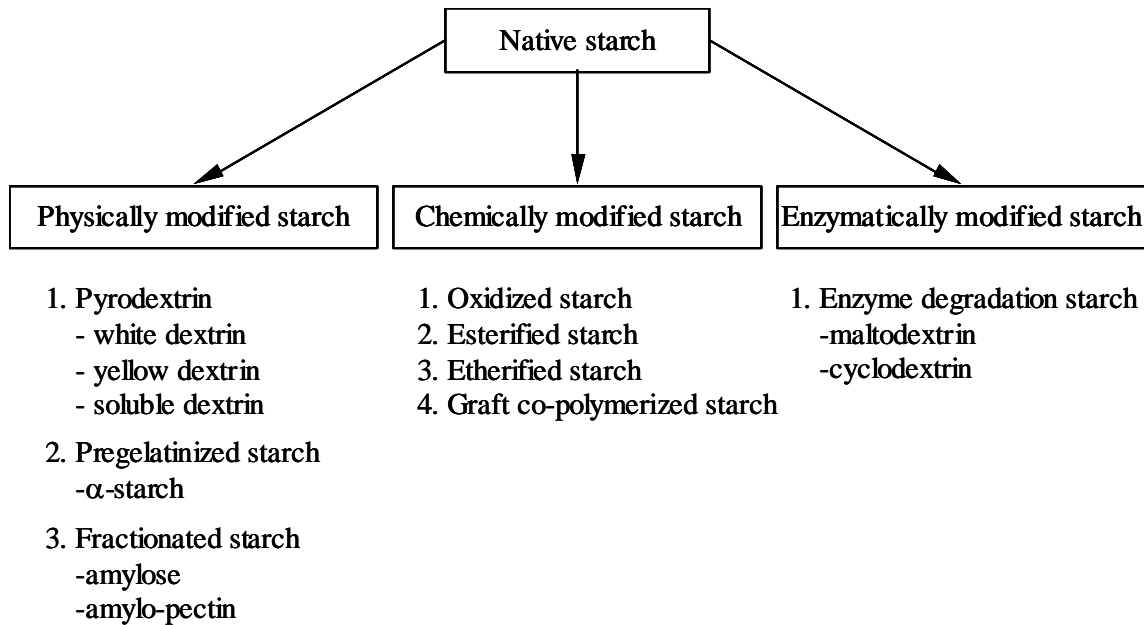 Native starch
Physically modified starch
Chemically modified starch
Enzymatically modified starch
1. Pyrodextrin
- white dextrin
- yellow dextrin
- soluble dextrin
2. Pregelatinized starch
-α-starch
3. Fractionated starch
-amylose
-amylo-pectin
1. Oxidized starch
2. Esterified starch
3. Etherified starch
4. Graft co-polymerized starch
1. Enzyme degradation starch
-maltodextrin
-cyclodextrin